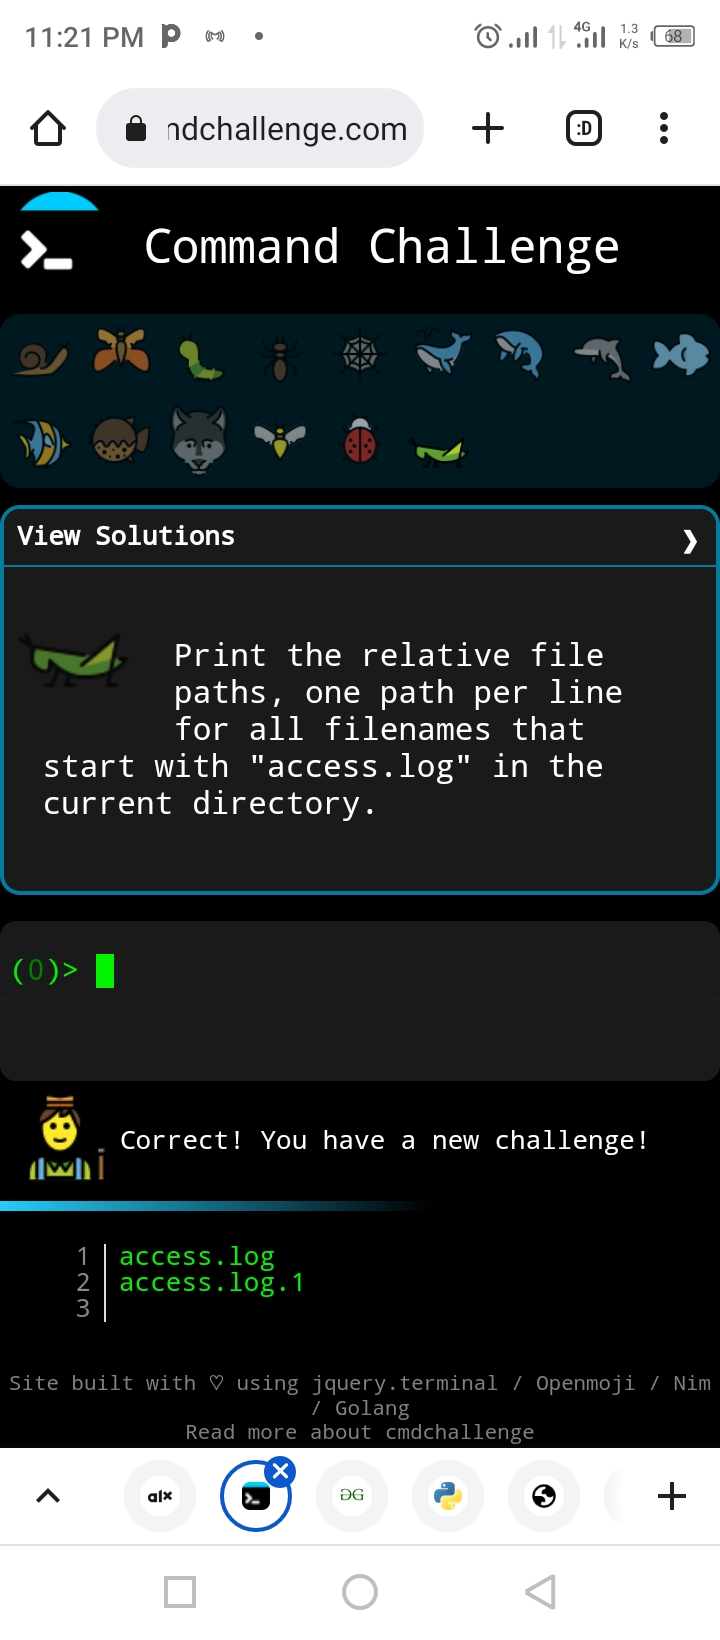 11:21 PM
4G
1.3
K/s
68
ndchallenge.com
:D
Command Challenge
View Solutions
Print the relative file
paths, one path per line
for all filenames that
start with "access.log" in the
current directory.
(0)>
Correct! You have a new challenge!
1 access.log
2 access.log.1
3
Site built with ♡ using jquery.terminal / Openmoji / Nim
/ Golang
Read more about cmdchallenge
alx